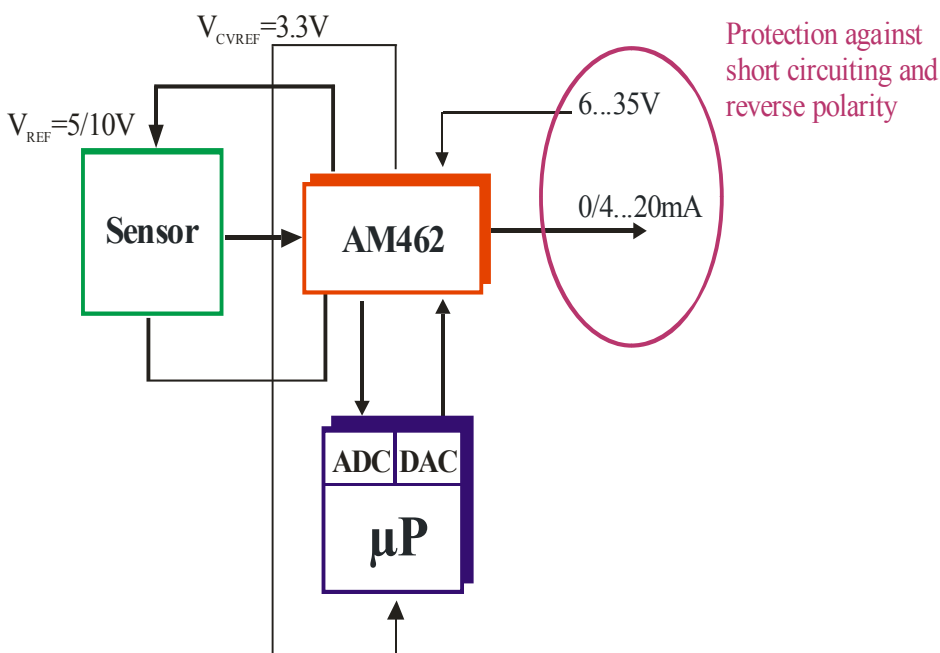 V_CVREF=3.3V
Protection against
short circuiting and
reverse polarity
6...35V
V_REF=5/10V
Sensor
AM462
0/4...20mA
ADC
DAC
µP